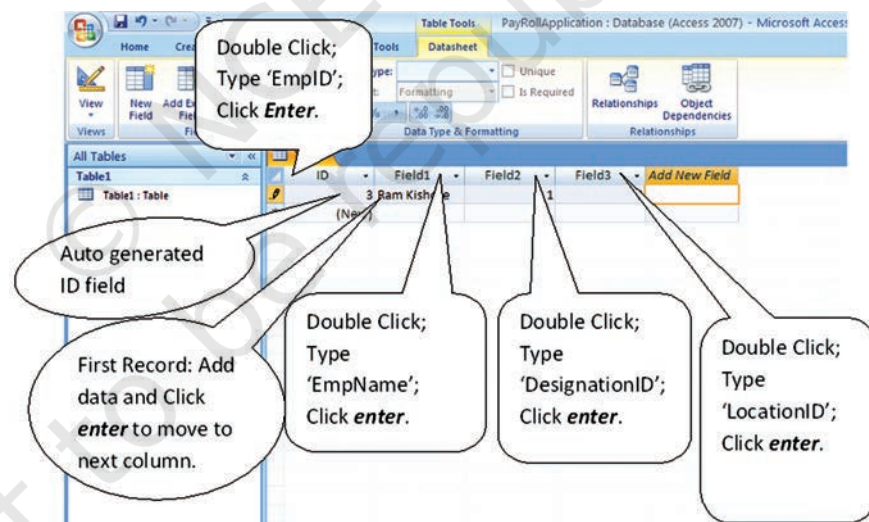 Table Tools PayRollApplication : Database (Access 2007) - Microsoft Access
Home Tools Datasheet
Double Click;
Type 'EmpID';
Click Enter.
Unique
Formatting Is Required
View New Field Relationships Object Dependencies
Views Data Type & Formatting Relationships
All Tables
Table1
Table1 : Table
ID Field1 Field2 Field3 Add New Field
3 Ram 1
Auto generated
ID field
First Record: Add
data and Click
enter to move to
next column.
Double Click;
Type
'EmpName';
Click enter.
Double Click;
Type
'DesignationID';
Click enter.
Double Click;
Type
'LocationID';
Click enter.